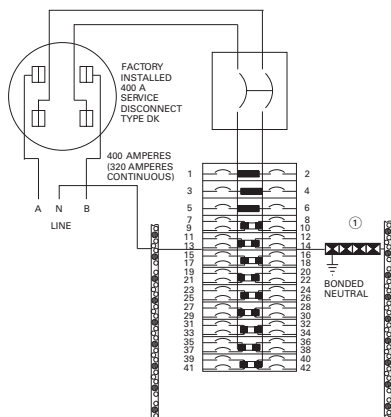 FACTORY
INSTALLED
400 A
SERVICE
DISCONNECT
TYPE DK
400 AMPERES
(320 AMPERES
CONTINUOUS)
A N B
LINE
1 2
3 4
5 6
7 8
9 10
11 12
13 14
15 16
17 18
19 20
21 22
23 24
25 26
27 28
29 30
31 32
33 34
35 36
37 38
39 40
41 42
①
BONDED
NEUTRAL